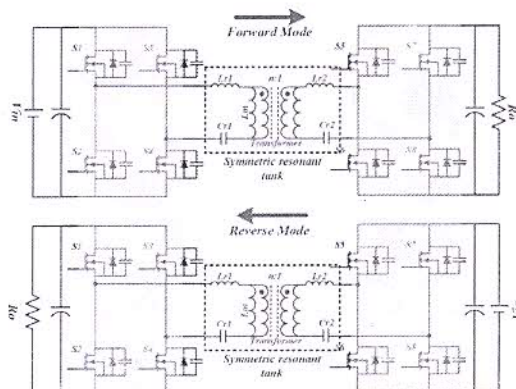 Forward Mode
S1 S3 S5 S7
Lr1 n:1 Lr2
Vin Lm Ro
Cr1 Cr2
Transformer
S2 S4 S6 S8
Symmetric resonant
tank
Reverse Mode
S1 S3 S5 S7
Lr1 n:1 Lr2
Ro Lm
Cr1 Cr2
Transformer
S2 S4 S6 S8
Symmetric resonant
tank